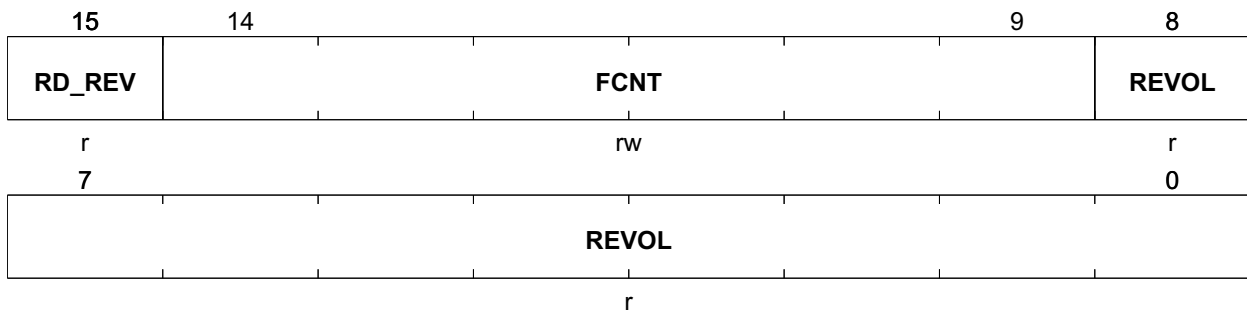 15 14 9 8
RD_REV FCNT REVOL
r rw r
7 0
REVOL
r